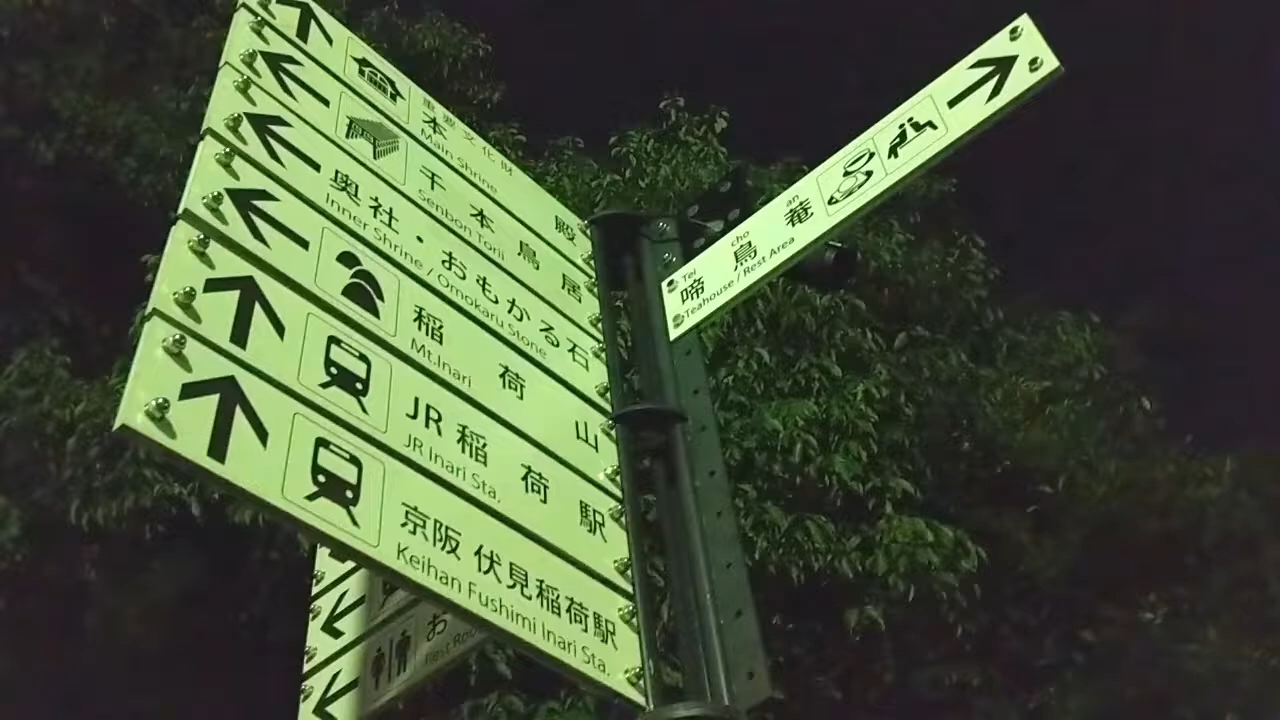 重要文化財
本殿
Main Shrine
千本鳥居
Senbon Torii
奥社・おもかる石
Inner Shrine / Omokaru Stone
稲荷山
Mt.Inari
JR 稲荷駅
JR Inari Sta.
京阪 伏見稲荷駅
Keihan Fushimi Inari Sta.
Tei cho an
啼鳥菴
Teahouse / Rest Area
お
Rest Roo